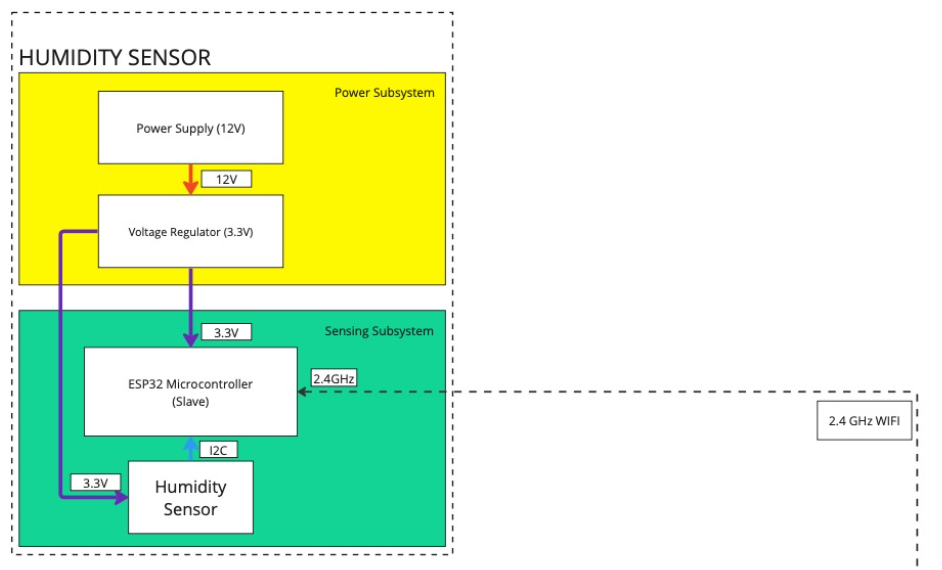 HUMIDITY SENSOR
Power Subsystem
Power Supply (12V)
12V
Voltage Regulator (3.3V)
Sensing Subsystem
3.3V
ESP32 Microcontroller
(Slave)
2.4GHz
2.4 GHz WIFI
I2C
3.3V
Humidity
Sensor